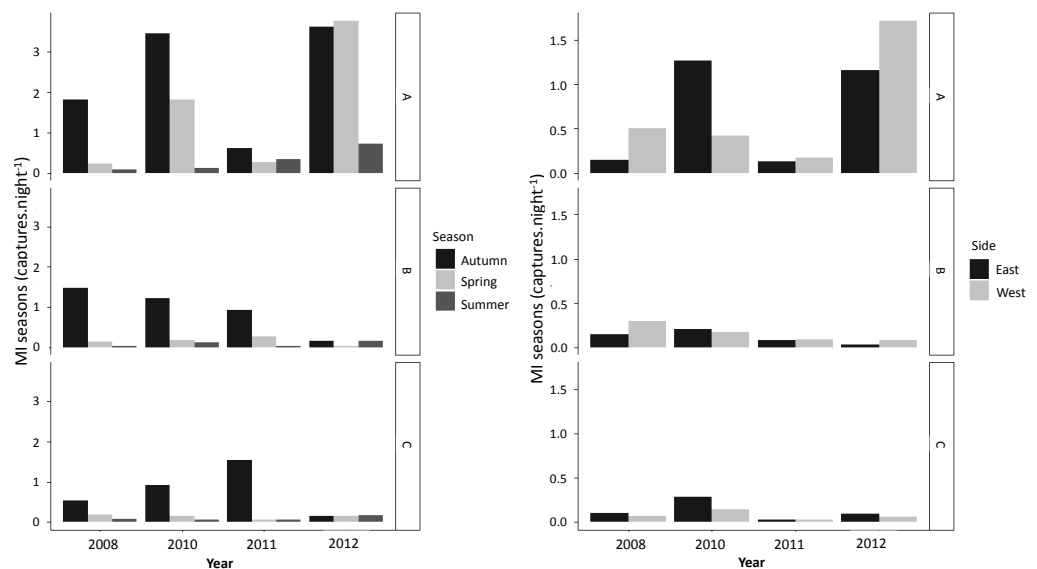 MI seasons (captures.night⁻¹)
3
2
1
0
A
3
2
1
0
B
3
2
1
0
C
2008 2010 2011 2012
Year
Season
Autumn
Spring
Summer
MI seasons (captures.night⁻¹)
1.5
1.0
0.5
0.0
A
1.5
1.0
0.5
0.0
B
1.5
1.0
0.5
0.0
C
2008 2010 2011 2012
Year
Side
East
West